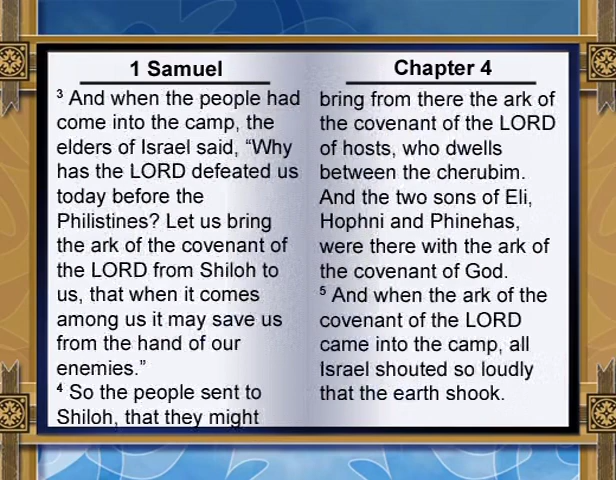 1 Samuel
³ And when the people had
come into the camp, the
elders of Israel said, “Why
has the LORD defeated us
today before the
Philistines? Let us bring
the ark of the covenant of
the LORD from Shiloh to
us, that when it comes
among us it may save us
from the hand of our
enemies.”
⁴ So the people sent to
Shiloh, that they might
Chapter 4
bring from there the ark of
the covenant of the LORD
of hosts, who dwells
between the cherubim.
And the two sons of Eli,
Hophni and Phinehas,
were there with the ark of
the covenant of God.
⁵ And when the ark of the
covenant of the LORD
came into the camp, all
Israel shouted so loudly
that the earth shook.